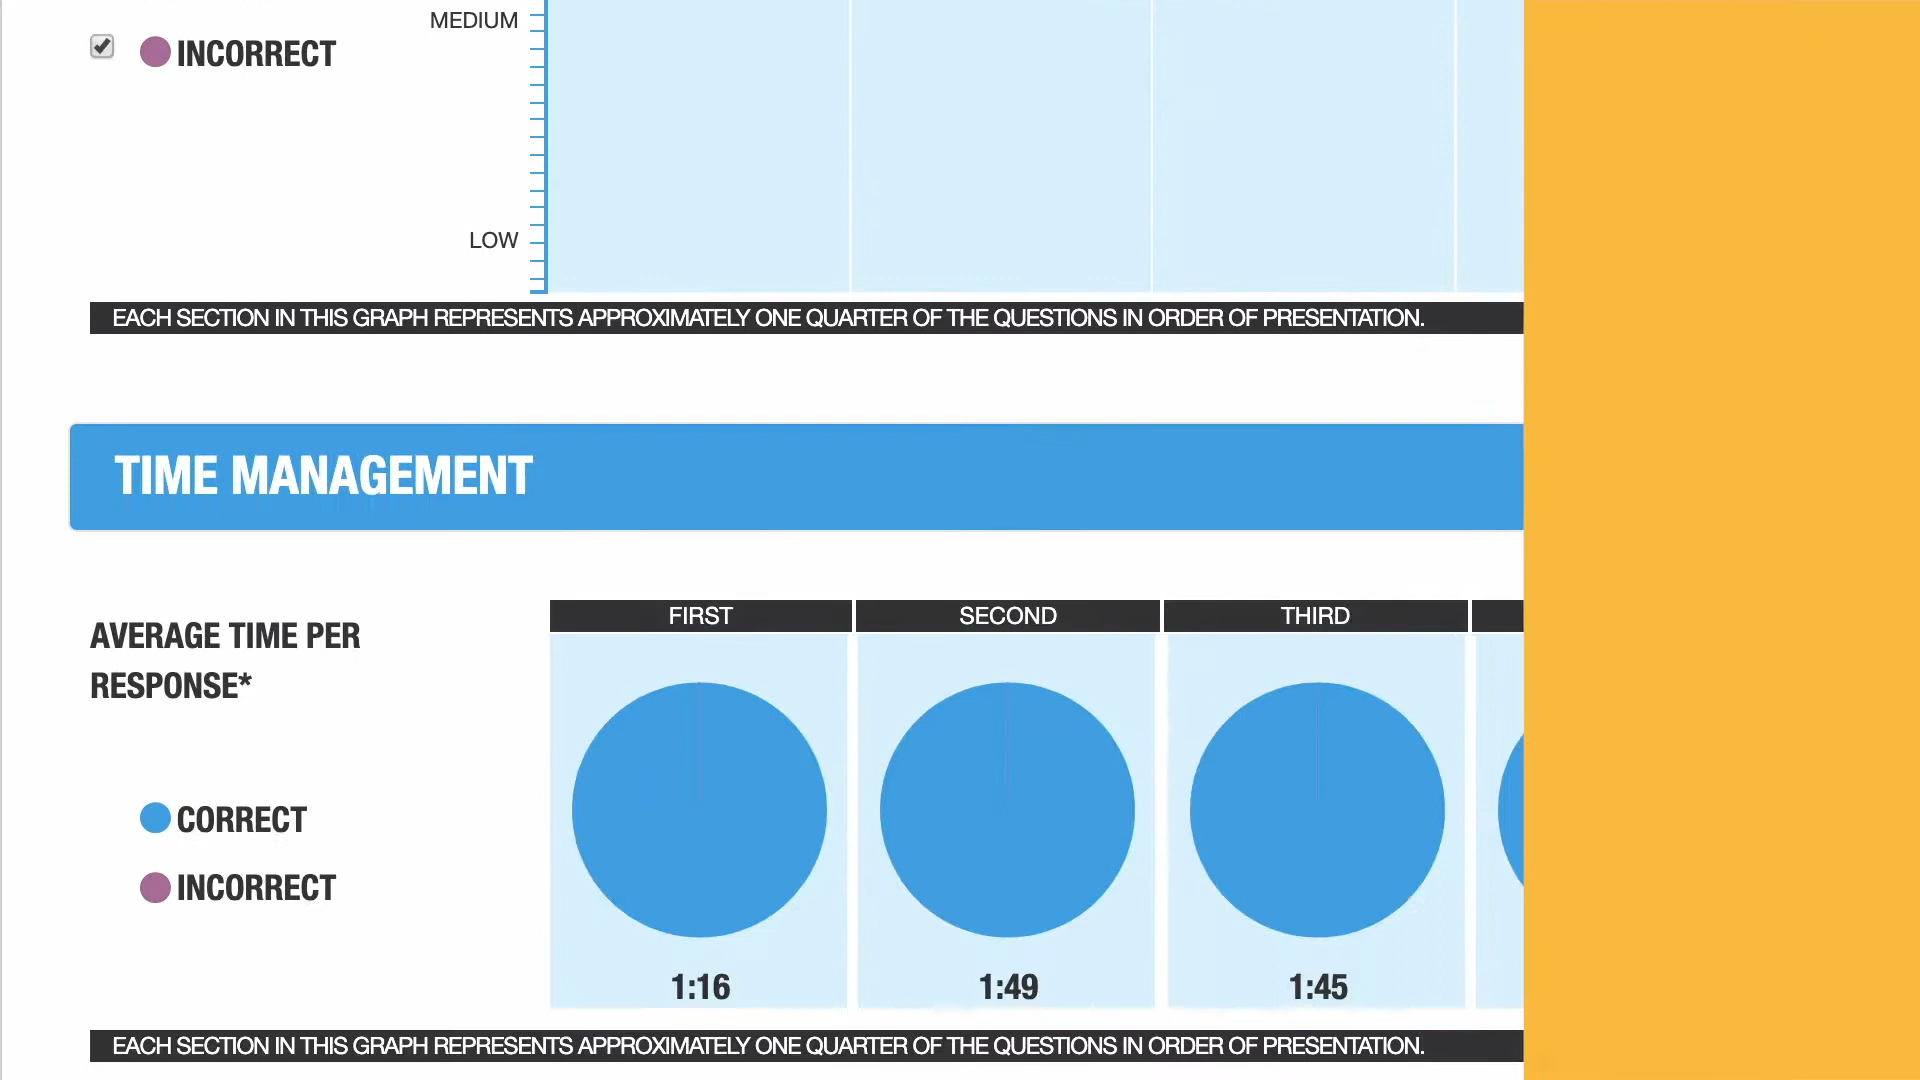 MEDIUM
INCORRECT
LOW
EACH SECTION IN THIS GRAPH REPRESENTS APPROXIMATELY ONE QUARTER OF THE QUESTIONS IN ORDER OF PRESENTATION.
TIME MANAGEMENT
FIRST SECOND THIRD
AVERAGE TIME PER
RESPONSE*
CORRECT
INCORRECT
1:16 1:49 1:45
EACH SECTION IN THIS GRAPH REPRESENTS APPROXIMATELY ONE QUARTER OF THE QUESTIONS IN ORDER OF PRESENTATION.